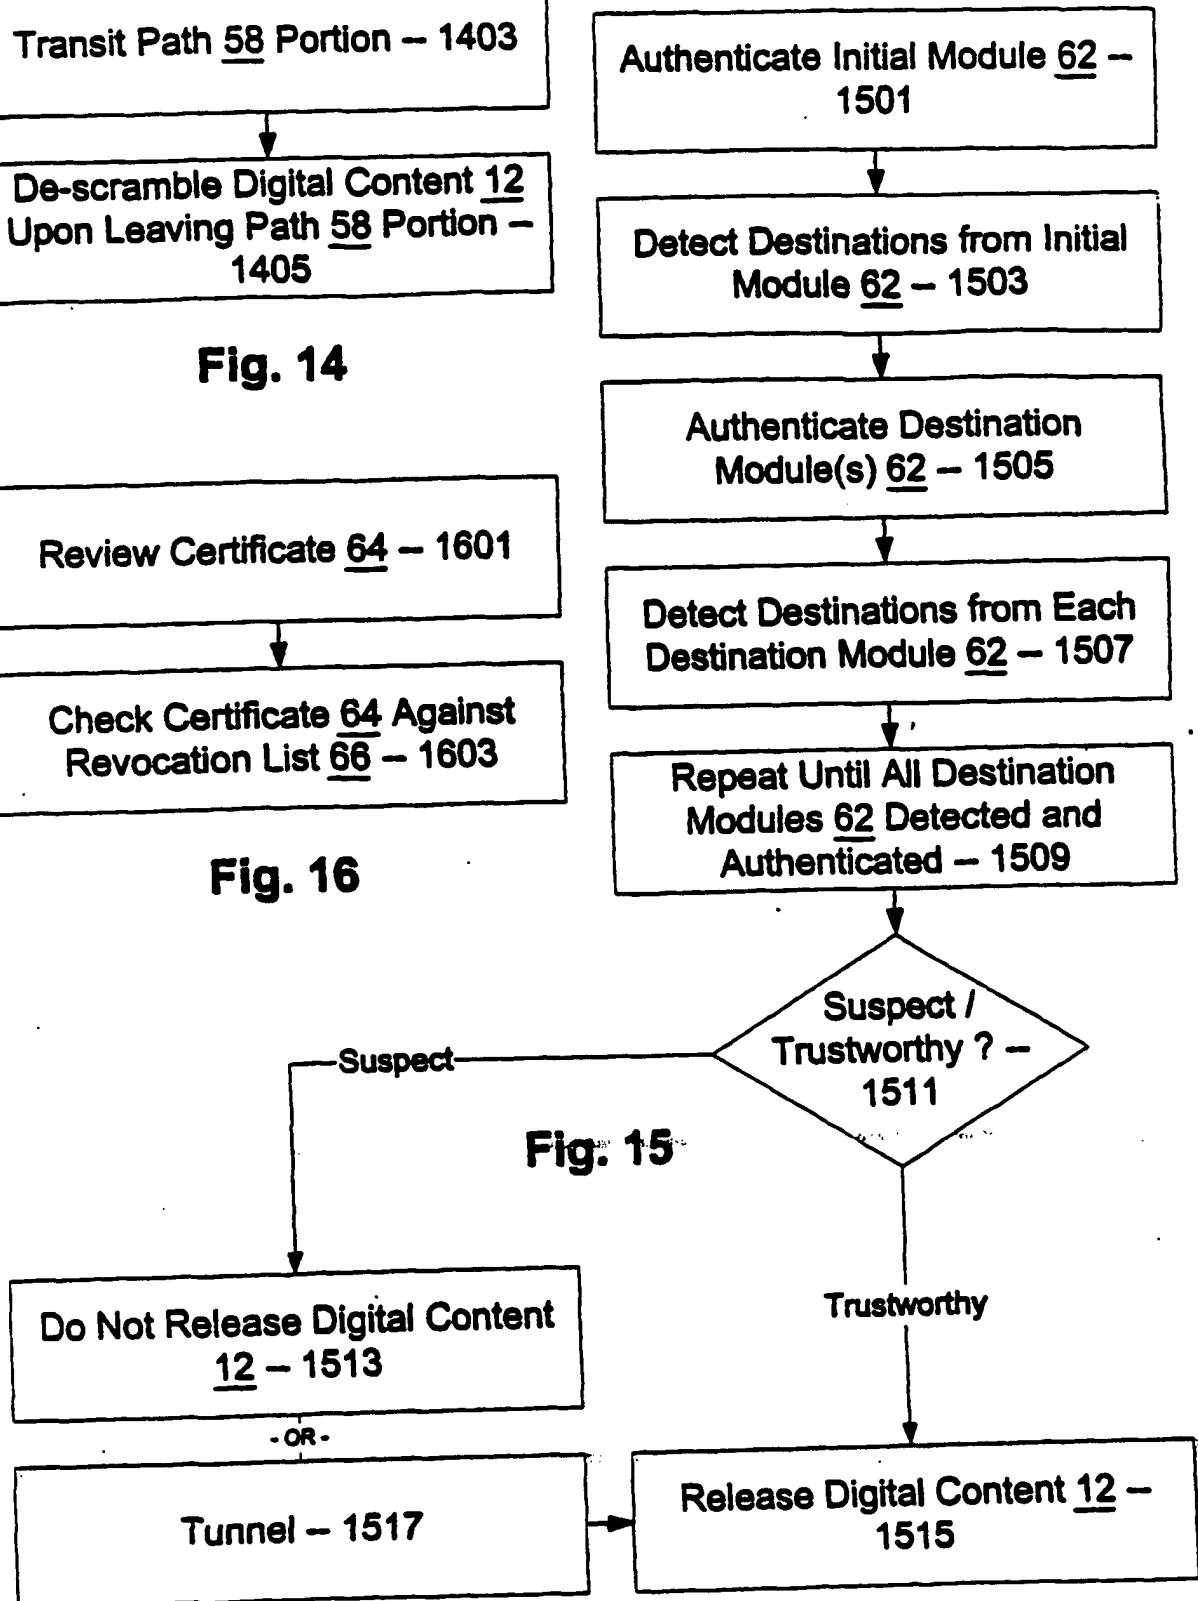 Transit Path 58 Portion – 1403
De-scramble Digital Content 12
Upon Leaving Path 58 Portion –
1405
Fig. 14
Review Certificate 64 – 1601
Check Certificate 64 Against
Revocation List 66 – 1603
Fig. 16
Authenticate Initial Module 62 –
1501
Detect Destinations from Initial
Module 62 – 1503
Authenticate Destination
Module(s) 62 – 1505
Detect Destinations from Each
Destination Module 62 – 1507
Repeat Until All Destination
Modules 62 Detected and
Authenticated – 1509
Suspect /
Trustworthy ? –
1511
Suspect
Fig. 15
Trustworthy
Do Not Release Digital Content
12 – 1513
- OR -
Tunnel – 1517
Release Digital Content 12 –
1515